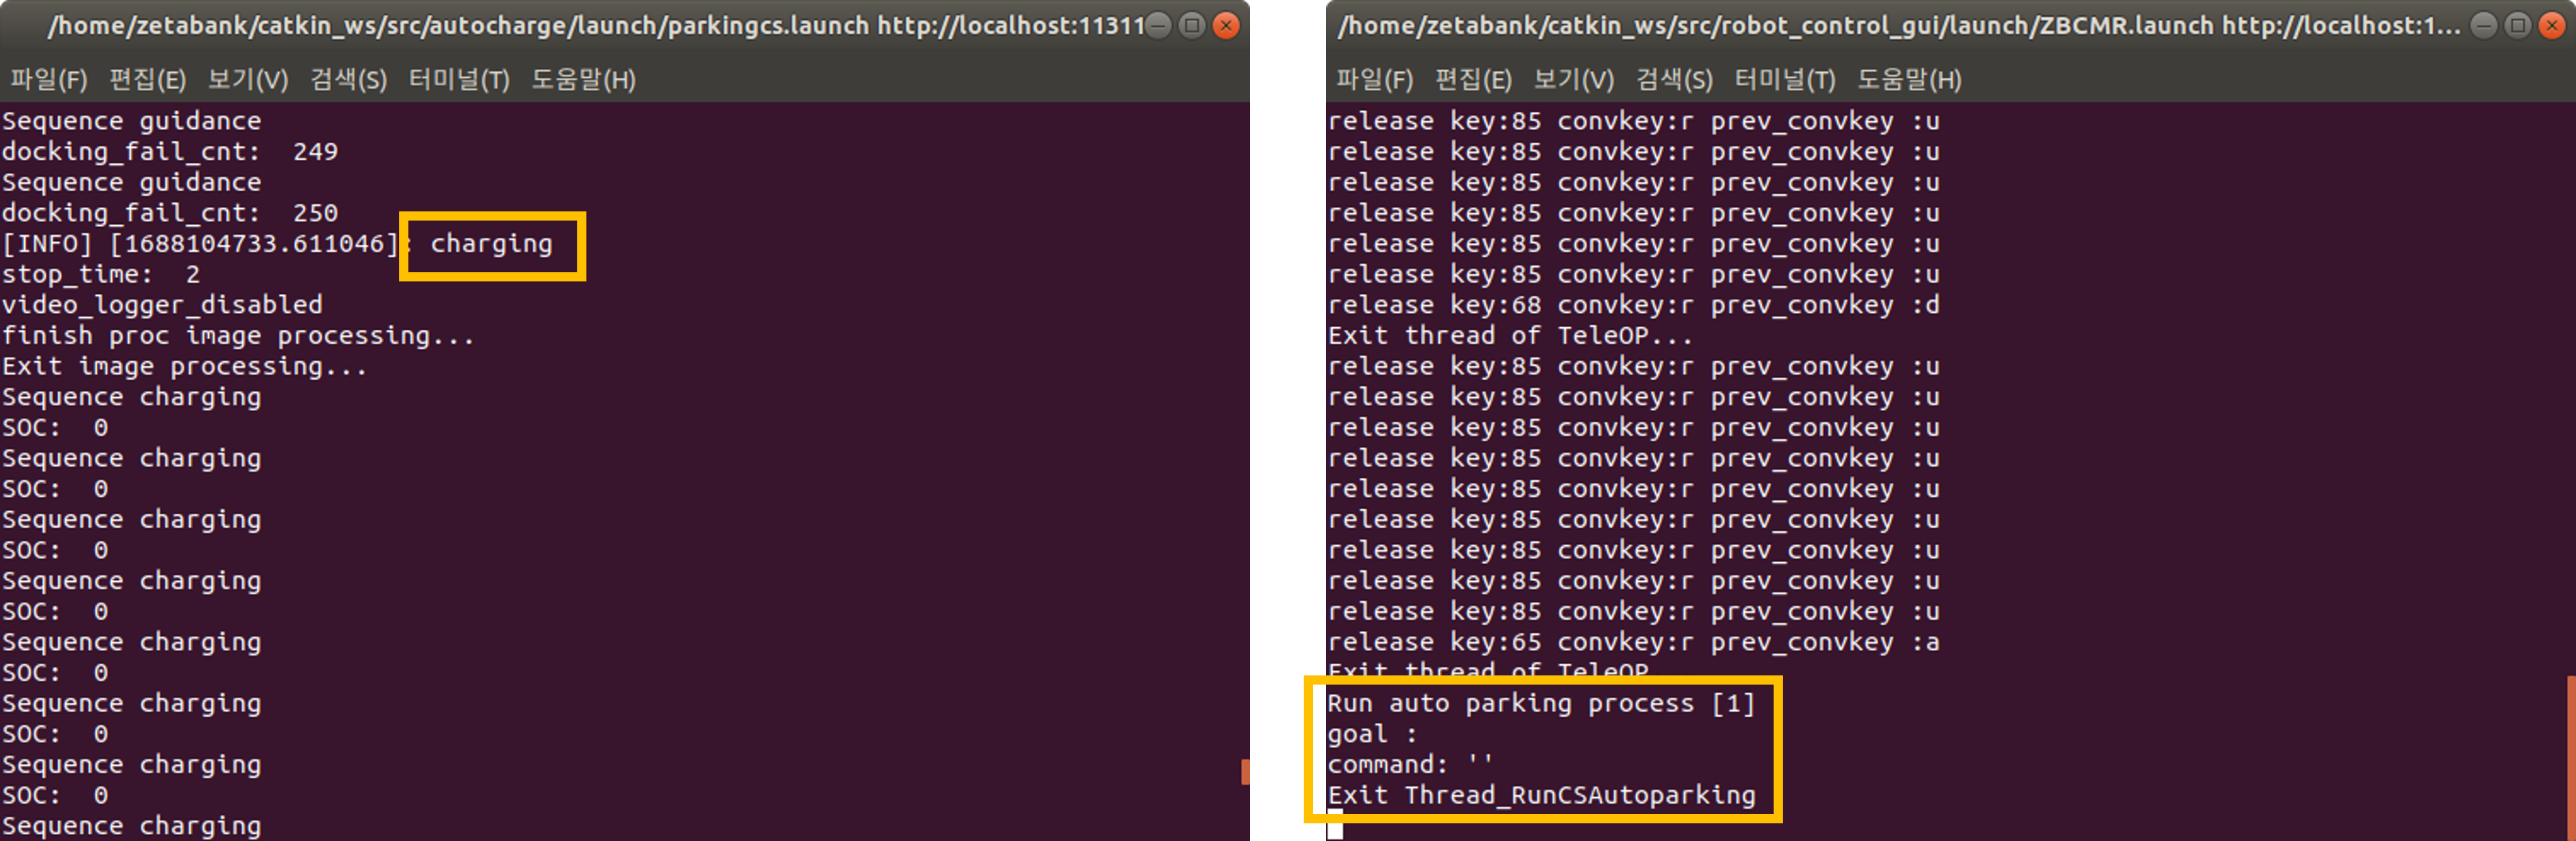 /home/zetabank/catkin_ws/src/autocharge/launch/parkingcs.launch http://localhost:11311
파일(F) 편집(E) 보기(V) 검색(S) 터미널(T) 도움말(H)
Sequence guidance
docking_fail_cnt:  249
Sequence guidance
docking_fail_cnt:  250
[INFO] [1688104733.611046]: charging
stop_time:  2
video_logger_disabled
finish proc image processing...
Exit image processing...
Sequence charging
SOC:  0
Sequence charging
SOC:  0
Sequence charging
SOC:  0
Sequence charging
SOC:  0
Sequence charging
SOC:  0
Sequence charging
SOC:  0
Sequence charging
SOC:  0
Sequence charging
/home/zetabank/catkin_ws/src/robot_control_gui/launch/ZBCMR.launch http://localhost:1...
파일(F) 편집(E) 보기(V) 검색(S) 터미널(T) 도움말(H)
release key:85 convkey:r prev_convkey :u
release key:85 convkey:r prev_convkey :u
release key:85 convkey:r prev_convkey :u
release key:85 convkey:r prev_convkey :u
release key:85 convkey:r prev_convkey :u
release key:85 convkey:r prev_convkey :u
release key:68 convkey:r prev_convkey :d
Exit thread of TeleOP...
release key:85 convkey:r prev_convkey :u
release key:85 convkey:r prev_convkey :u
release key:85 convkey:r prev_convkey :u
release key:85 convkey:r prev_convkey :u
release key:85 convkey:r prev_convkey :u
release key:85 convkey:r prev_convkey :u
release key:85 convkey:r prev_convkey :u
release key:85 convkey:r prev_convkey :u
release key:85 convkey:r prev_convkey :u
release key:65 convkey:r prev_convkey :a
Exit thread of TeleOP
Run auto parking process [1]
goal :
command: ''
Exit Thread_RunCSAutoparking